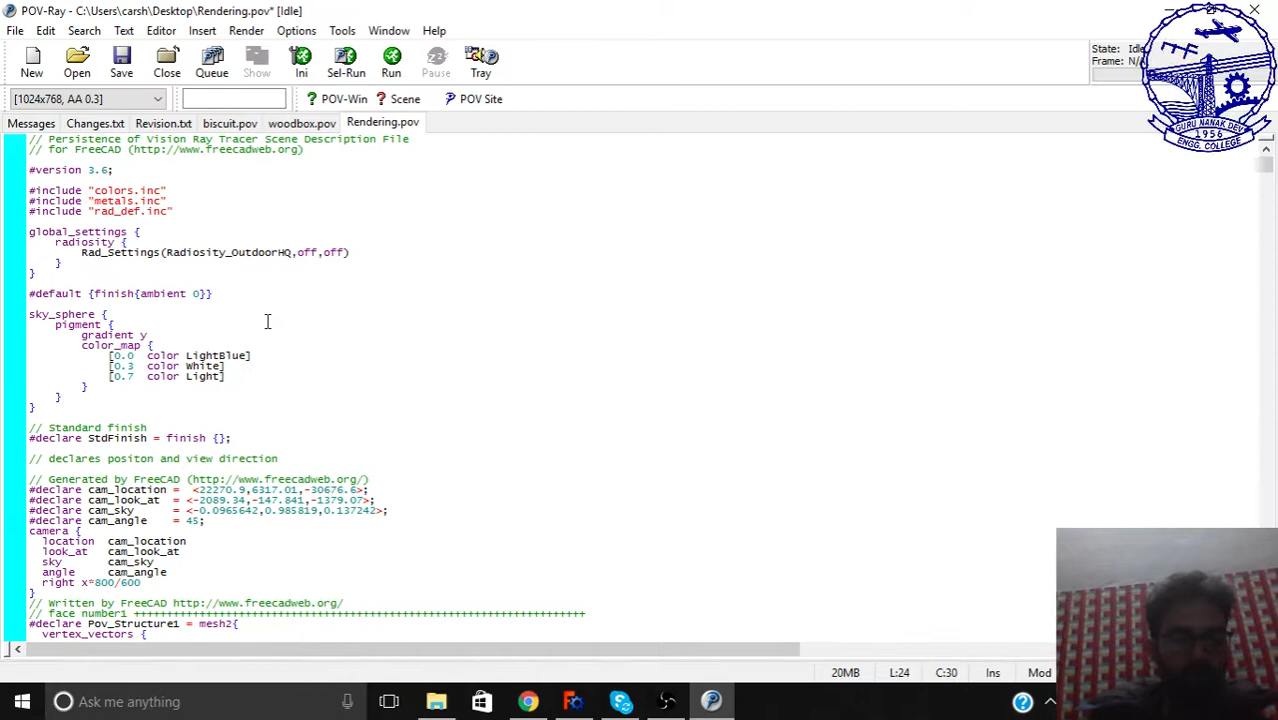 POV-Ray - C:\Users\carsh\Desktop\Rendering.pov* [Idle]
File Edit Search Text Editor Insert Render Options Tools Window Help
New Open Save Close Queue Show Ini Sel-Run Run Pause Tray
State: Idle
Frame: N/A
[1024x768, AA 0.3] POV-Win Scene POV Site
Messages Changes.txt Revision.txt biscuit.pov woodbox.pov Rendering.pov
// Persistence of Vision Ray Tracer Scene Description File
// for FreeCAD (http://www.freecadweb.org)
#version 3.6;
#include "colors.inc"
#include "metals.inc"
#include "rad_def.inc"
global_settings {
radiosity {
Rad_Settings(Radiosity_OutdoorHQ,off,off)
}
}
#default {finish{ambient 0}}
sky_sphere {
pigment {
gradient y
color_map {
[0.0 color LightBlue]
[0.3 color White]
[0.7 color Light]
}
}
}
// Standard finish
#declare StdFinish = finish {};
// declares positon and view direction
// Generated by FreeCAD (http://www.freecadweb.org/)
#declare cam_location = <22270.9,6317.01,-30676.6>;
#declare cam_look_at = <-2089.34,-147.841,-1379.07>;
#declare cam_sky = <-0.0965642,0.985819,0.137242>;
#declare cam_angle = 45;
camera {
location cam_location
look_at cam_look_at
sky cam_sky
angle cam_angle
right x*800/600
}
// Written by FreeCAD http://www.freecadweb.org/
// face number1 +++++++++++++++++++++++++++++++++++++++++++++++++++++++++++++++++++++
#declare Pov_Structure1 = mesh2{
vertex_vectors {
20MB L:24 C:30 Ins Mod
Ask me anything
GURU NANAK DEV
ENGG. COLLEGE
1956